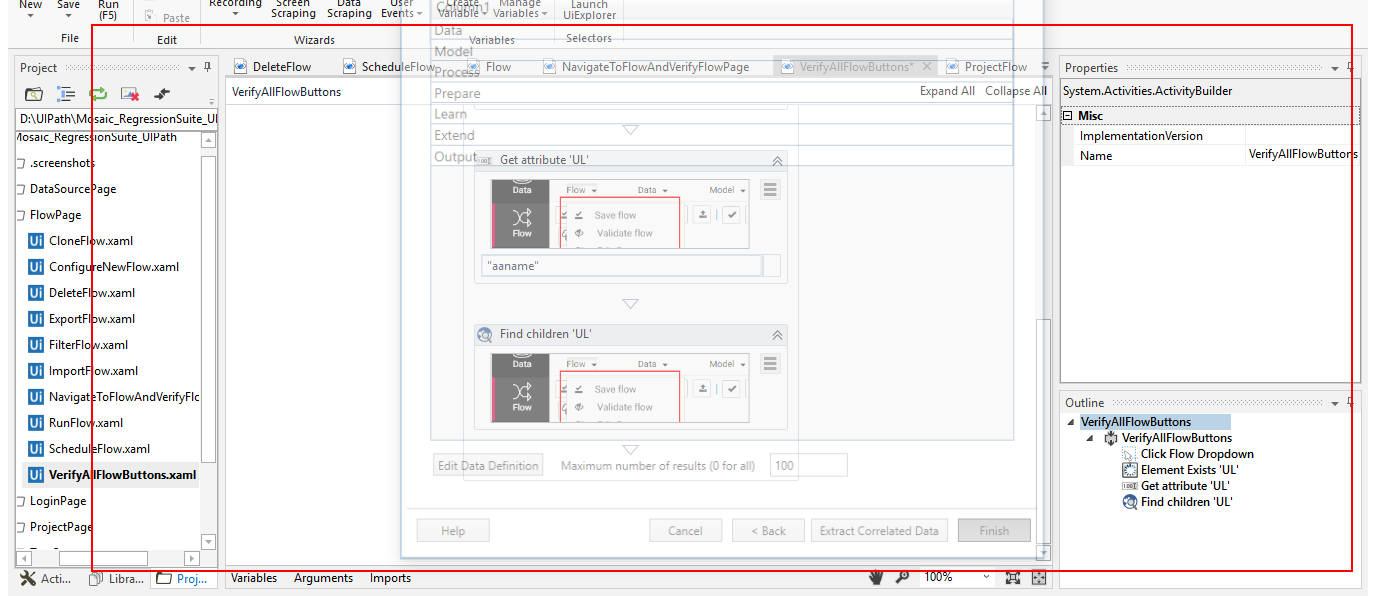 New
Save
Run
(F5)
Paste
Recording
Screen
Scraping
Data
Scraping
User
Events
Create
Variable
Manage
Variables
Launch
UiExplorer
File
Edit
Wizards
Variables
Selectors
Column1
Data
Model
Process
Prepare
Learn
Extend
Output
Project
D:\UIPath\Mosaic_RegressionSuite_UI
Mosaic_RegressionSuite_UIPath
.screenshots
DataSourcePage
FlowPage
CloneFlow.xaml
ConfigureNewFlow.xaml
DeleteFlow.xaml
ExportFlow.xaml
FilterFlow.xaml
ImportFlow.xaml
NavigateToFlowAndVerifyFlc
RunFlow.xaml
ScheduleFlow.xaml
VerifyAllFlowButtons.xaml
LoginPage
ProjectPage
Acti...
Libra...
Proj...
DeleteFlow
ScheduleFlow
Flow
NavigateToFlowAndVerifyFlowPage
VerifyAllFlowButtons*
ProjectFlow
VerifyAllFlowButtons
Expand All
Collapse All
Get attribute 'UL'
Data
Flow
Flow
Data
Model
Save flow
Validate flow
"aaname"
Find children 'UL'
Data
Flow
Flow
Data
Model
Save flow
Validate flow
Edit Data Definition
Maximum number of results (0 for all)
100
Help
Cancel
< Back
Extract Correlated Data
Finish
Variables
Arguments
Imports
100%
Properties
System.Activities.ActivityBuilder
Misc
ImplementationVersion
Name
VerifyAllFlowButtons
Outline
VerifyAllFlowButtons
VerifyAllFlowButtons
Click Flow Dropdown
Element Exists 'UL'
Get attribute 'UL'
Find children 'UL'